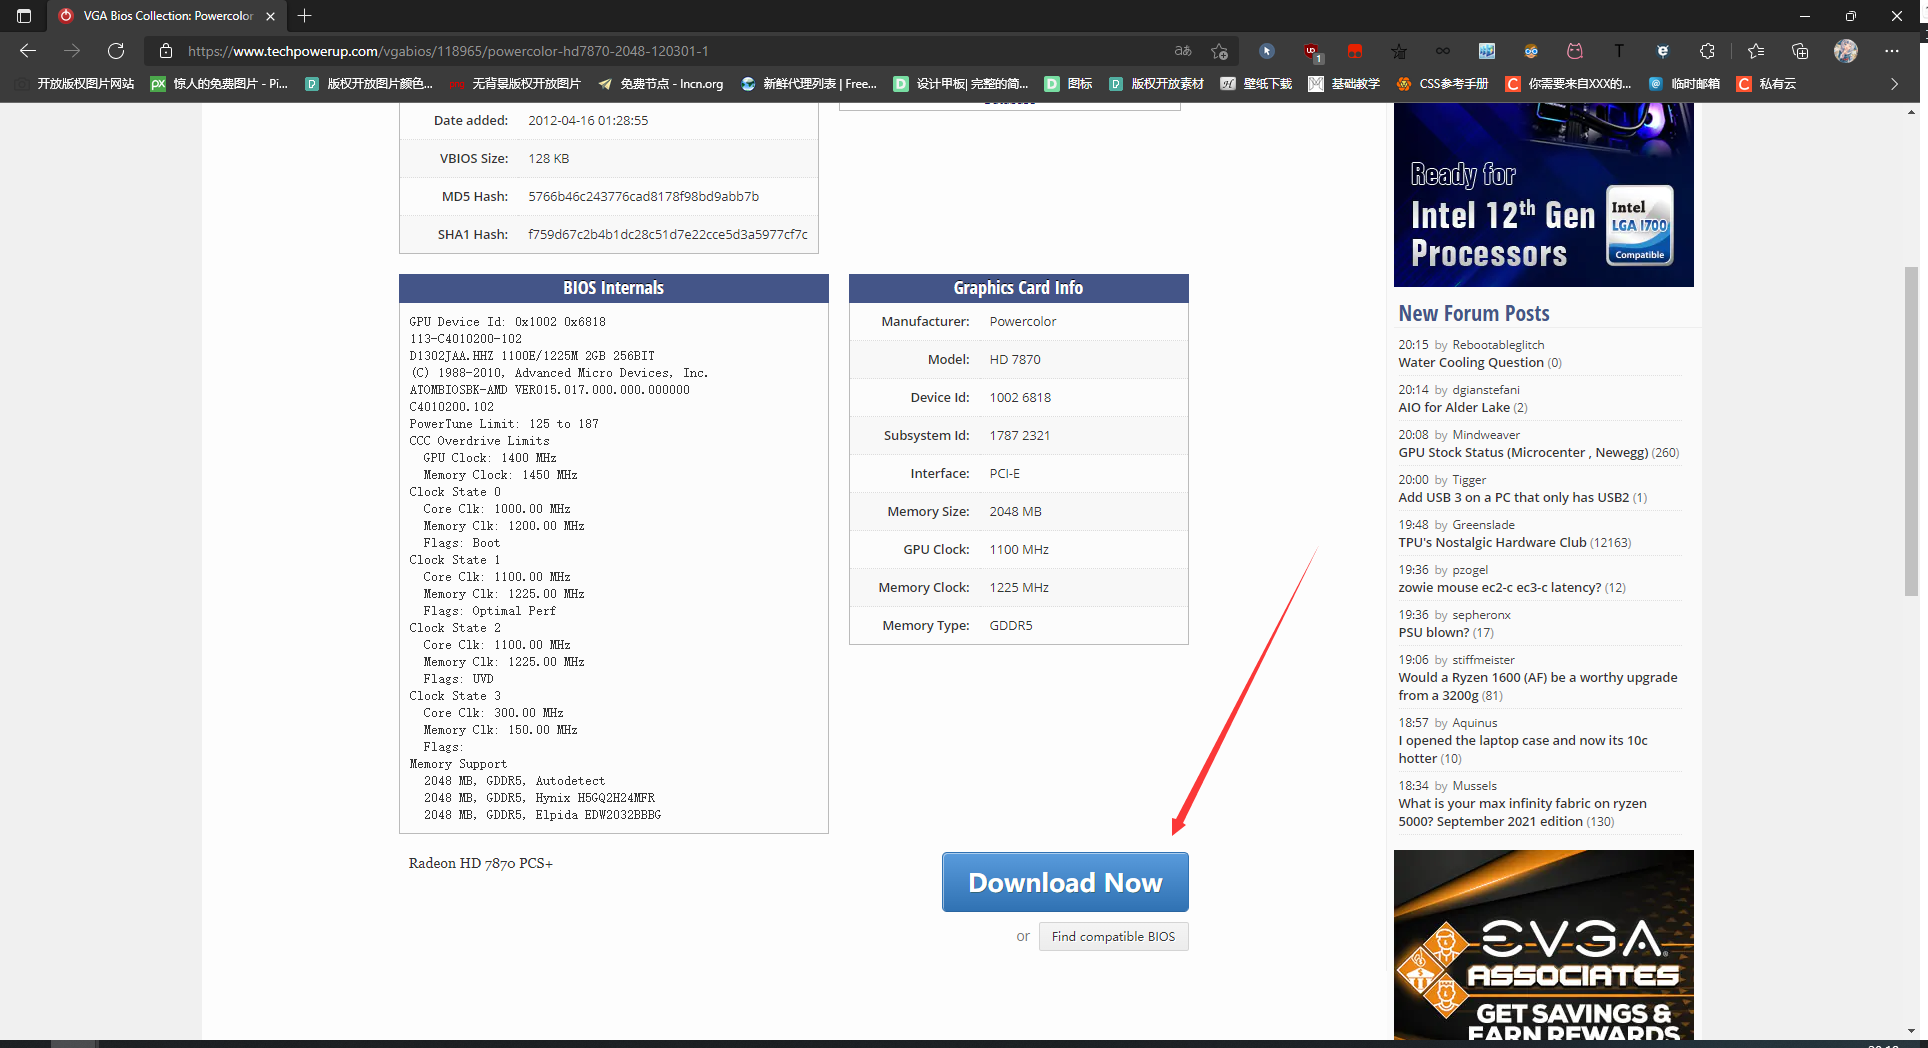 VGA Bios Collection: Powercolor
https://www.techpowerup.com/vgabios/118965/powercolor-hd7870-2048-120301-1
开放版权图片网站
惊人的免费图片 - Pi...
版权开放图片颜色...
无背景版权开放图片
免费节点 - lncn.org
新鲜代理列表 | Free...
设计甲板| 完整的简...
图标
版权开放素材
壁纸下载
基础教学
CSS参考手册
你需要来自XXX的...
临时邮箱
私有云
Date added: 2012-04-16 01:28:55
VBIOS Size: 128 KB
MD5 Hash: 5766b46c243776cad8178f98bd9abb7b
SHA1 Hash: f759d67c2b4b1dc28c51d7e22cce5d3a5977cf7c
BIOS Internals
GPU Device Id: 0x1002 0x6818
113-C4010200-102
D1302JAA.HHZ 1100E/1225M 2GB 256BIT
(C) 1988-2010, Advanced Micro Devices, Inc.
ATOMBIOSBK-AMD VER015.017.000.000.000000
C4010200.102
PowerTune Limit: 125 to 187
CCC Overdrive Limits
GPU Clock: 1400 MHz
Memory Clock: 1450 MHz
Clock State 0
Core Clk: 1000.00 MHz
Memory Clk: 1200.00 MHz
Flags: Boot
Clock State 1
Core Clk: 1100.00 MHz
Memory Clk: 1225.00 MHz
Flags: Optimal Perf
Clock State 2
Core Clk: 1100.00 MHz
Memory Clk: 1225.00 MHz
Flags: UVD
Clock State 3
Core Clk: 300.00 MHz
Memory Clk: 150.00 MHz
Flags:
Memory Support
2048 MB, GDDR5, Autodetect
2048 MB, GDDR5, Hynix H5GQ2H24MFR
2048 MB, GDDR5, Elpida EDW2032BBBG
Radeon HD 7870 PCS+
Graphics Card Info
Manufacturer: Powercolor
Model: HD 7870
Device Id: 1002 6818
Subsystem Id: 1787 2321
Interface: PCI-E
Memory Size: 2048 MB
GPU Clock: 1100 MHz
Memory Clock: 1225 MHz
Memory Type: GDDR5
Download Now
or Find compatible BIOS
Ready for
Intel 12th Gen
Processors
Intel
LGA 1700
Compatible
New Forum Posts
20:15 by Rebootableglitch
Water Cooling Question (0)
20:14 by dgianstefani
AIO for Alder Lake (2)
20:08 by Mindweaver
GPU Stock Status (Microcenter , Newegg) (260)
20:00 by Tigger
Add USB 3 on a PC that only has USB2 (1)
19:48 by Greenslade
TPU's Nostalgic Hardware Club (12163)
19:36 by pzogel
zowie mouse ec2-c ec3-c latency? (12)
19:36 by sepheronx
PSU blown? (17)
19:06 by stiffmeister
Would a Ryzen 1600 (AF) be a worthy upgrade
from a 3200g (81)
18:57 by Aquinus
I opened the laptop case and now its 10c
hotter (10)
18:34 by Mussels
What is your max infinity fabric on ryzen
5000? September 2021 edition (130)
EVGA
ASSOCIATES
GET SAVINGS &
EARN REWARDS